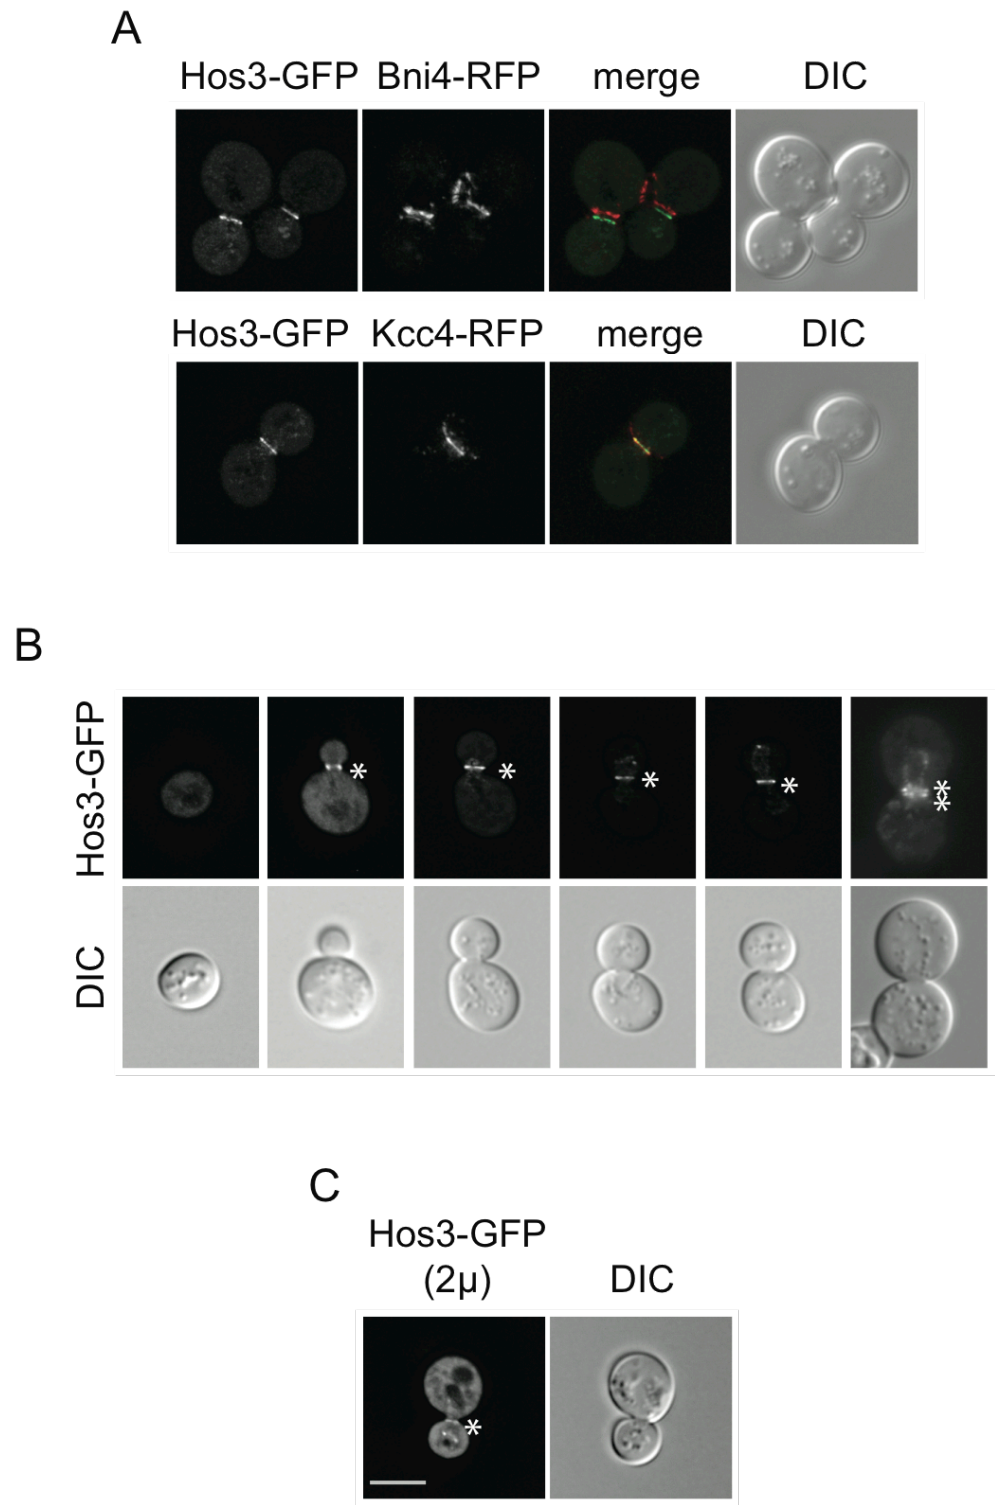 A
Hos3-GFP Bni4-RFP merge DIC
Hos3-GFP Kcc4-RFP merge DIC
B
Hos3-GFP
* * * * * *
DIC
C
Hos3-GFP
(2µ) DIC
*